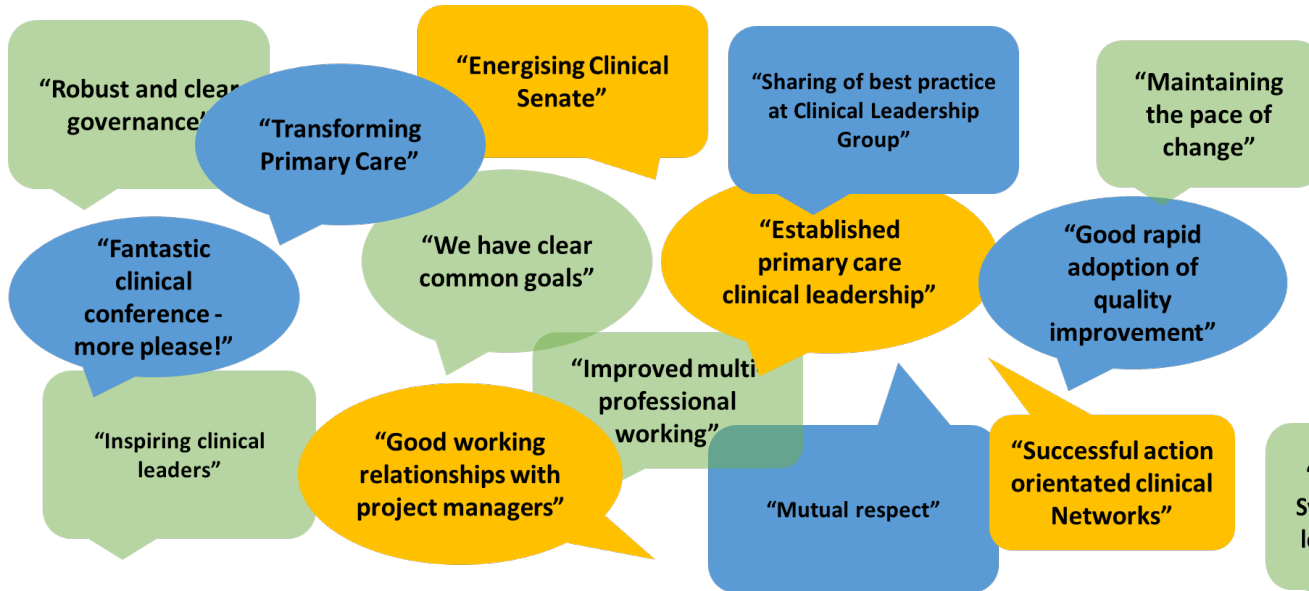 “Robust and clear
governance”
“Transforming
Primary Care”
“Energising Clinical
Senate”
“Sharing of best practice
at Clinical Leadership
Group”
“Maintaining
the pace of
change”
“Fantastic
clinical
conference -
more please!”
“We have clear
common goals”
“Established
primary care
clinical leadership”
“Good rapid
adoption of
quality
improvement”
“Inspiring clinical
leaders”
“Good working
relationships with
project managers”
“Improved multi-
professional
working”
“Mutual respect”
“Successful action
orientated clinical
Networks”